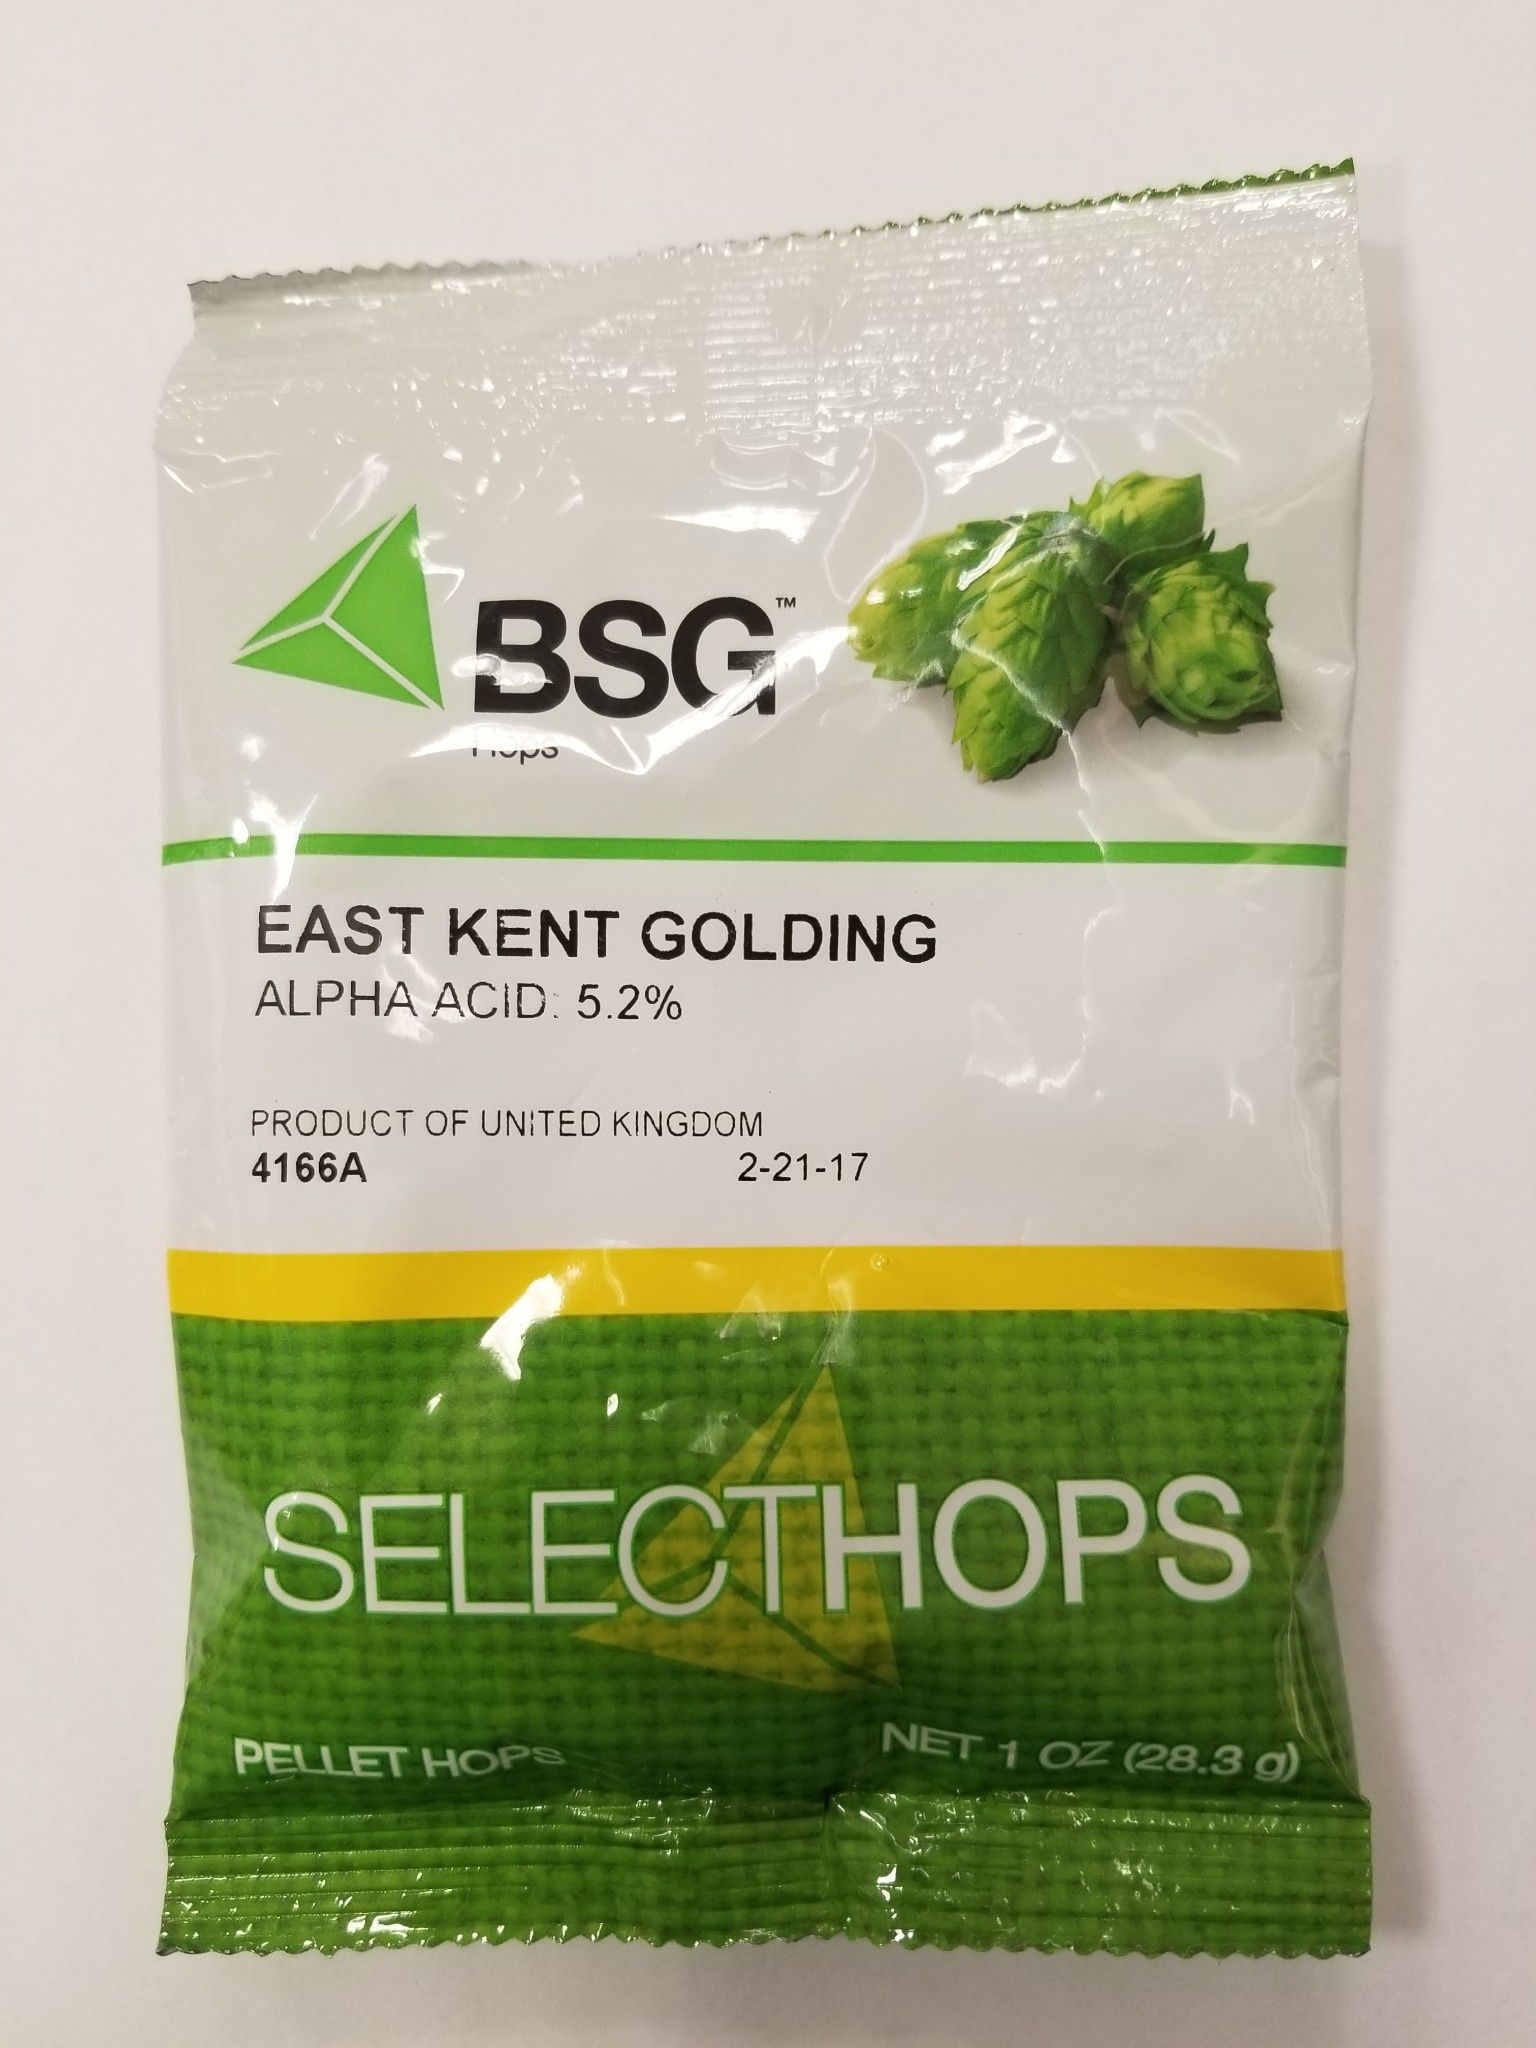 BSG™
Hops
EAST KENT GOLDING
ALPHA ACID: 5.2%
PRODUCT OF UNITED KINGDOM
4166A 2-21-17
SELECTHOPS
PELLET HOPS NET 1 OZ (28.3 g)